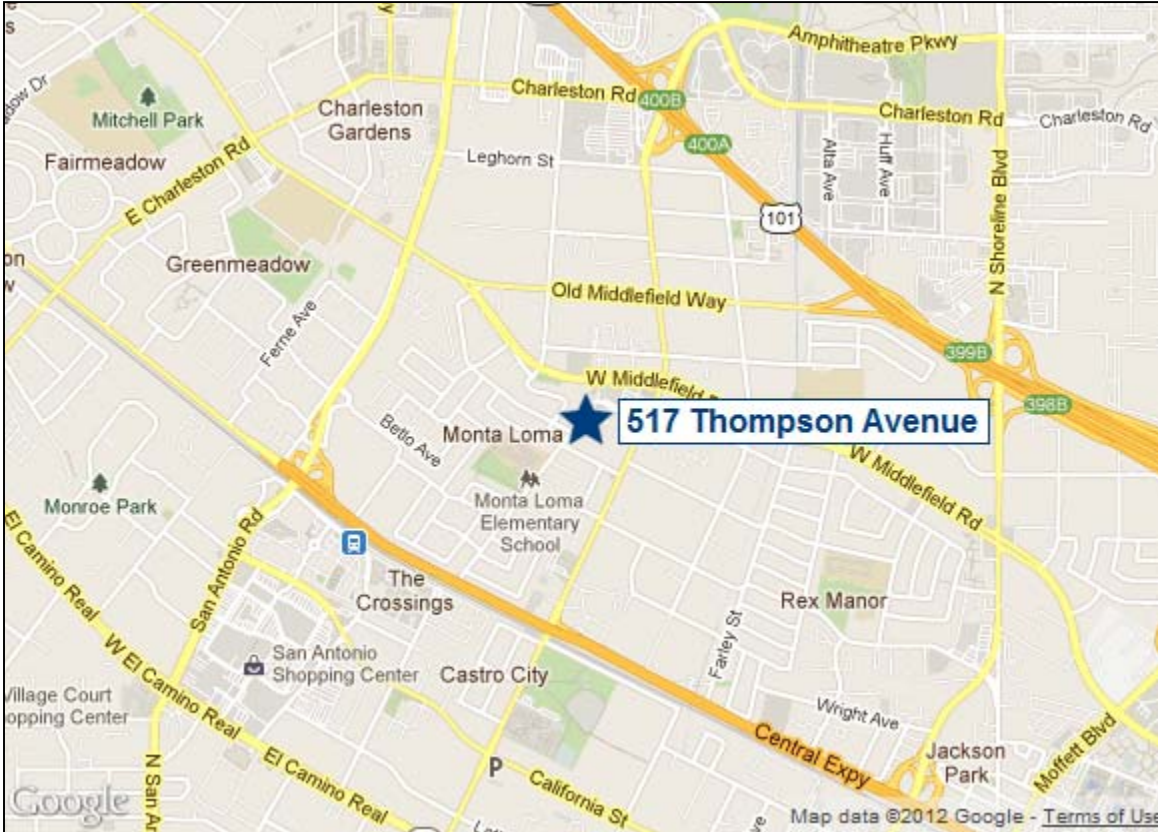 Amphitheatre Pkwy
Charleston Rd
400B
Charleston Rd
Charleston Rd
Mitchell Park
Charleston
Gardens
400A
Alta Ave
Huff Ave
Fairmeadow
Leghorn St
E Charleston Rd
101
N Shoreline Blvd
Greenmeadow
Old Middlefield Way
Ferne Ave
399B
W Middlefield
398B
517 Thompson Avenue
Betlo Ave
Monta Loma
W Middlefield Rd
Monta Loma
Elementary
School
Monroe Park
El Camino Real
San Antonio Rd
The
Crossings
Rex Manor
Farley St
W El Camino Real
San Antonio
Shopping Center
Castro City
Village Court
opping Center
Wright Ave
Central Expy
Moffett Blvd
Jackson
Park
N San Ar
El Camino Real
P
California St
Google
Map data ©2012 Google - Terms of Use